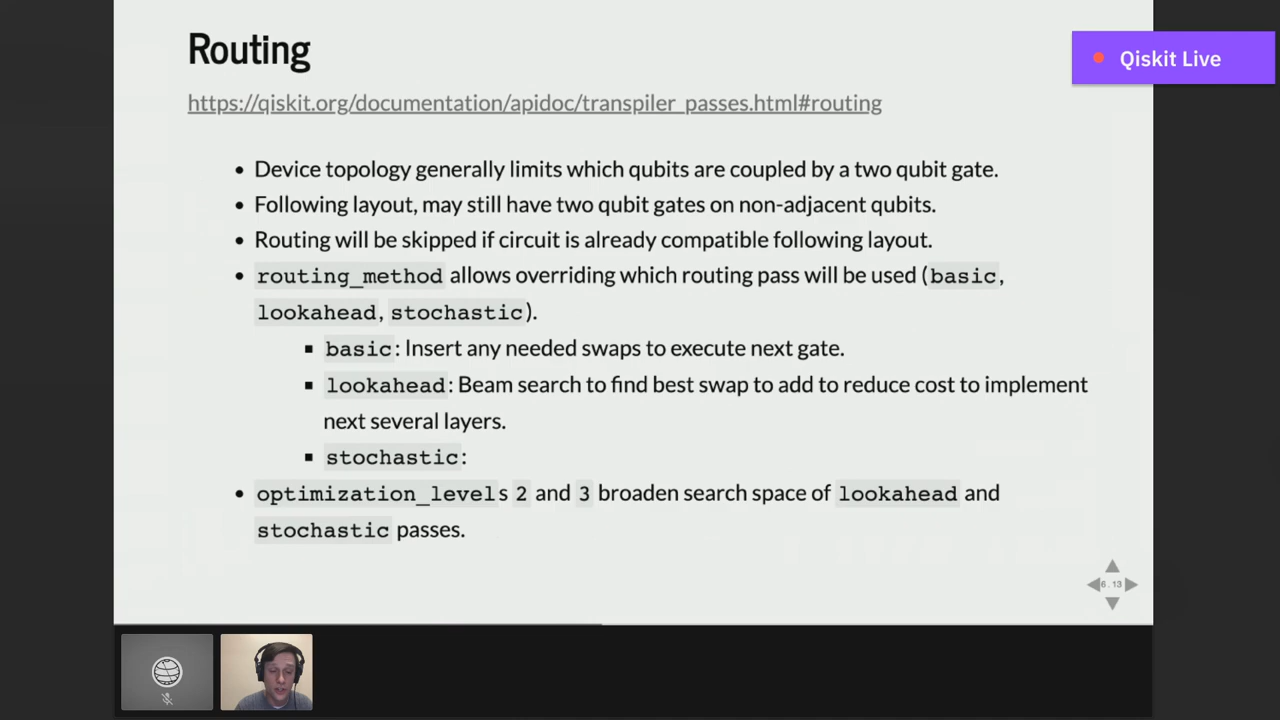 Routing
Qiskit Live
https://qiskit.org/documentation/apidoc/transpiler_passes.html#routing
• Device topology generally limits which qubits are coupled by a two qubit gate.
• Following layout, may still have two qubit gates on non-adjacent qubits.
• Routing will be skipped if circuit is already compatible following layout.
• routing_method allows overriding which routing pass will be used (basic,
lookahead, stochastic).
▪ basic: Insert any needed swaps to execute next gate.
▪ lookahead: Beam search to find best swap to add to reduce cost to implement
next several layers.
▪ stochastic:
• optimization_levels 2 and 3 broaden search space of lookahead and
stochastic passes.
6.13